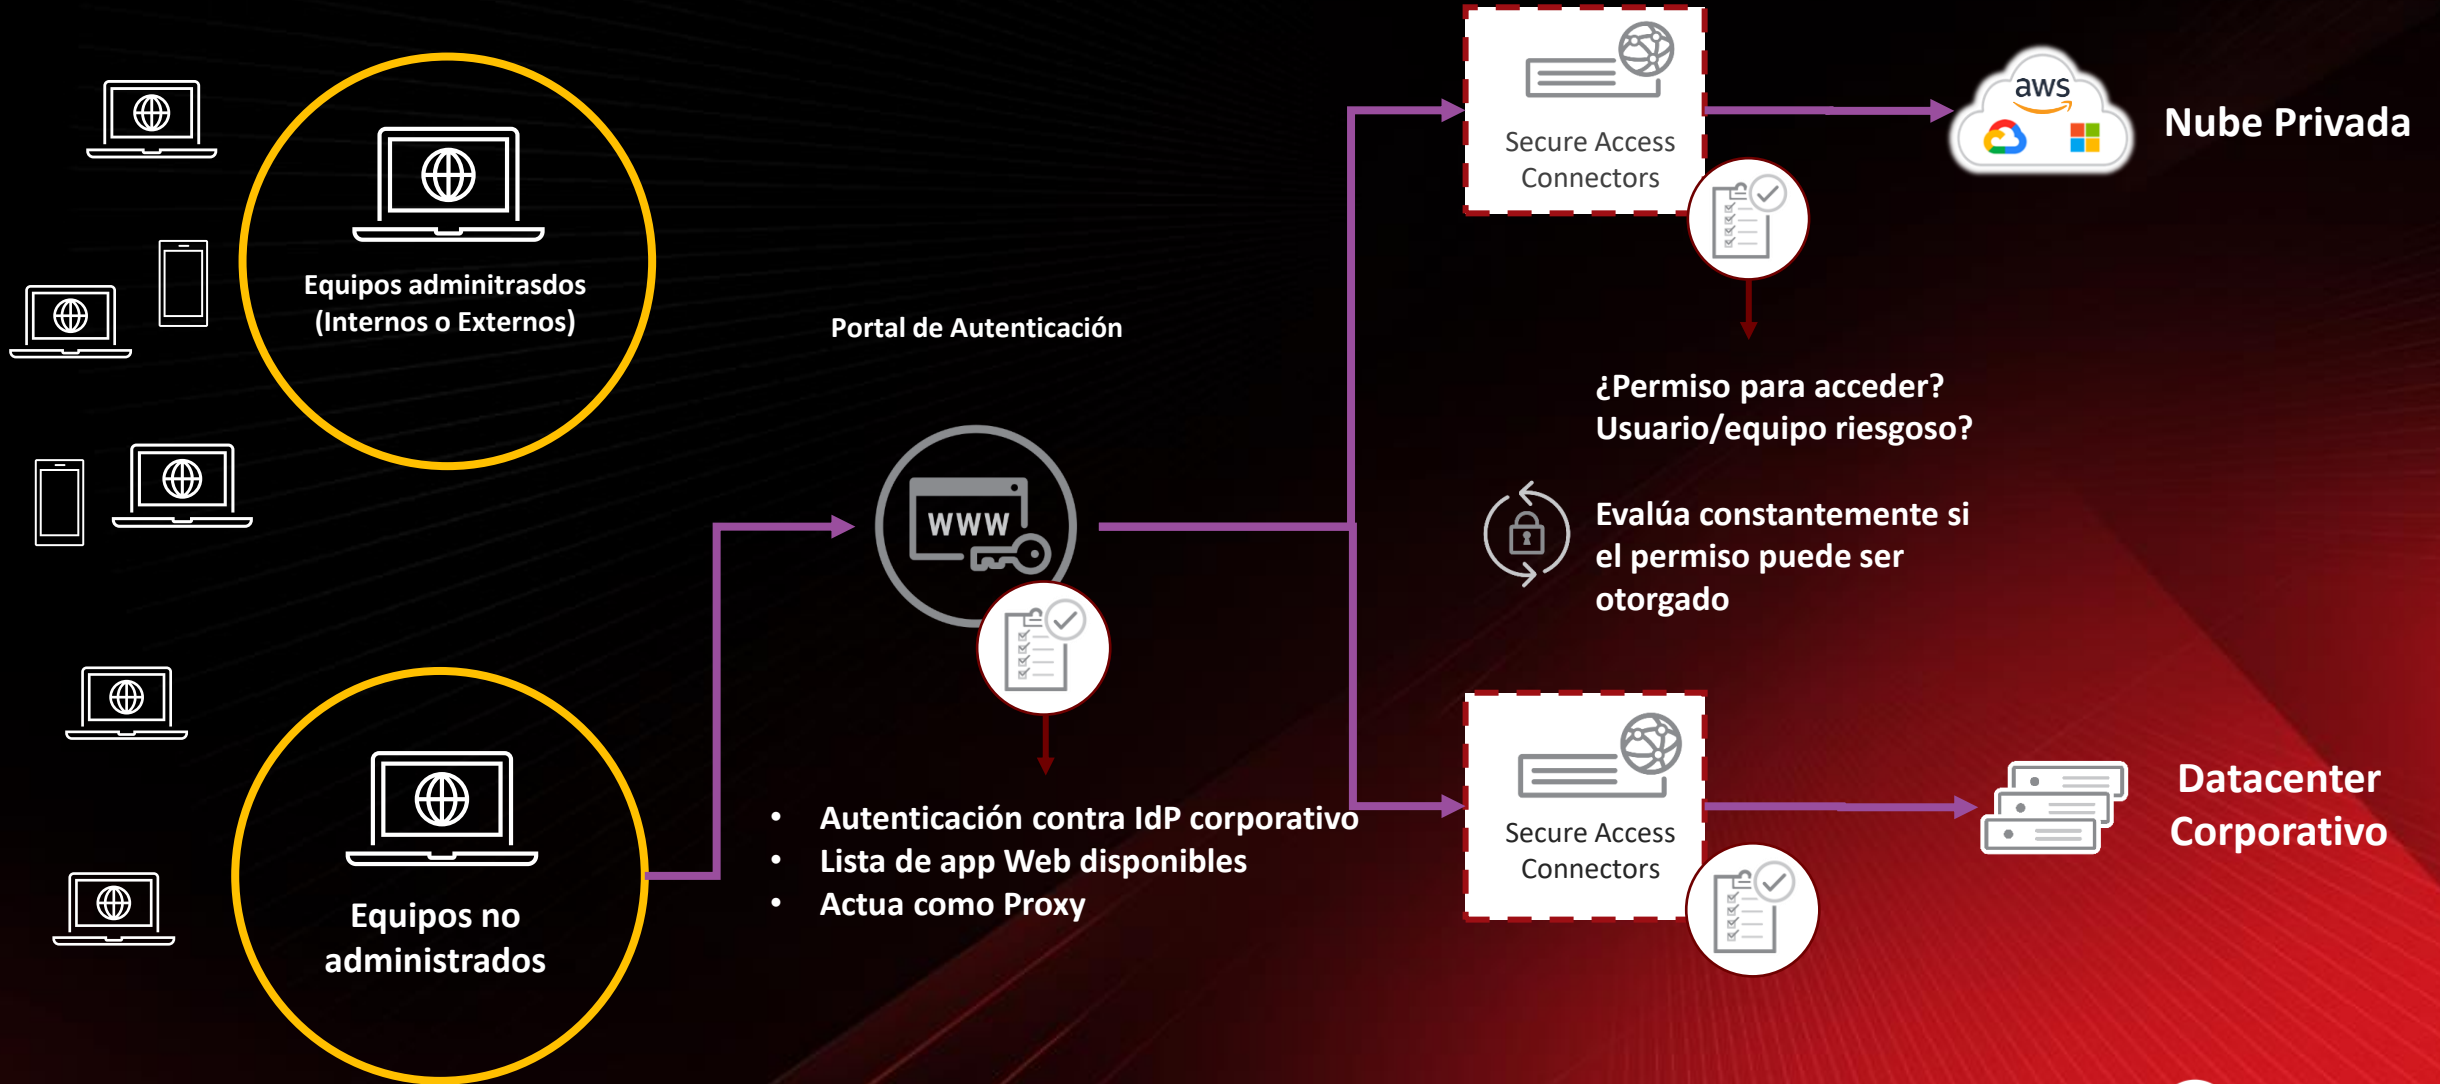 Equipos adminitrasdos
(Internos o Externos)
Equipos no
administrados
Portal de Autenticación
WWW
• Autenticación contra IdP corporativo
• Lista de app Web disponibles
• Actua como Proxy
Secure Access
Connectors
aws
Nube Privada
¿Permiso para acceder?
Usuario/equipo riesgoso?
Evalúa constantemente si
el permiso puede ser
otorgado
Secure Access
Connectors
Datacenter
Corporativo